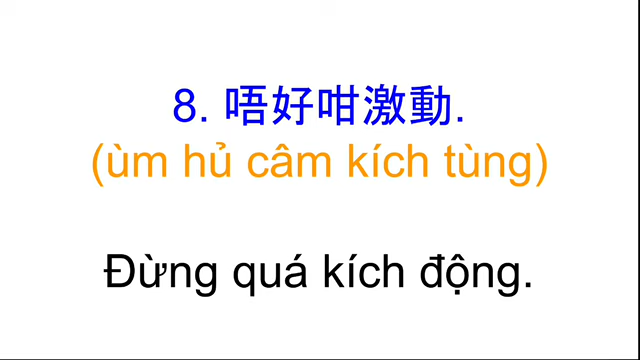 8. 唔好咁激動.
(ùm hủ câm kích tùng)
Đừng quá kích động.